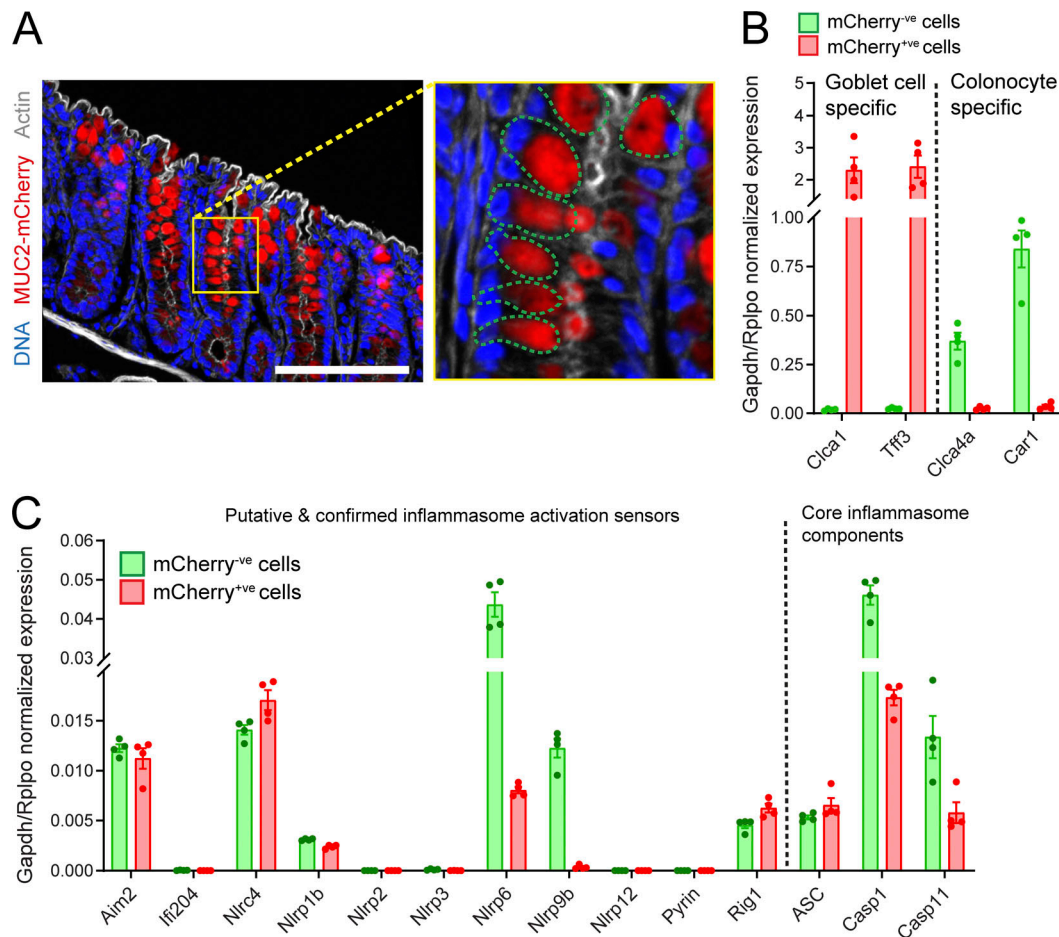 A
DNA MUC2-mCherry Actin
B
mCherry-ve cells
mCherry+ve cells
Goblet cell specific
Colonocyte specific
Gapdh/Rplpo normalized expression
5
4
3
2
1.00
0.75
0.50
0.25
0.00
Clca1
Tff3
Clca4a
Car1
C
Putative & confirmed inflammasome activation sensors
Core inflammasome
components
mCherry-ve cells
mCherry+ve cells
Gapdh/Rplpo normalized expression
0.06
0.05
0.04
0.03
0.015
0.010
0.005
0.000
Aim2
Ifi204
Nlrc4
Nlrp1b
Nlrp2
Nlrp3
Nlrp6
Nlrp9b
Nlrp12
Pyrin
Rig1
ASC
Casp1
Casp11